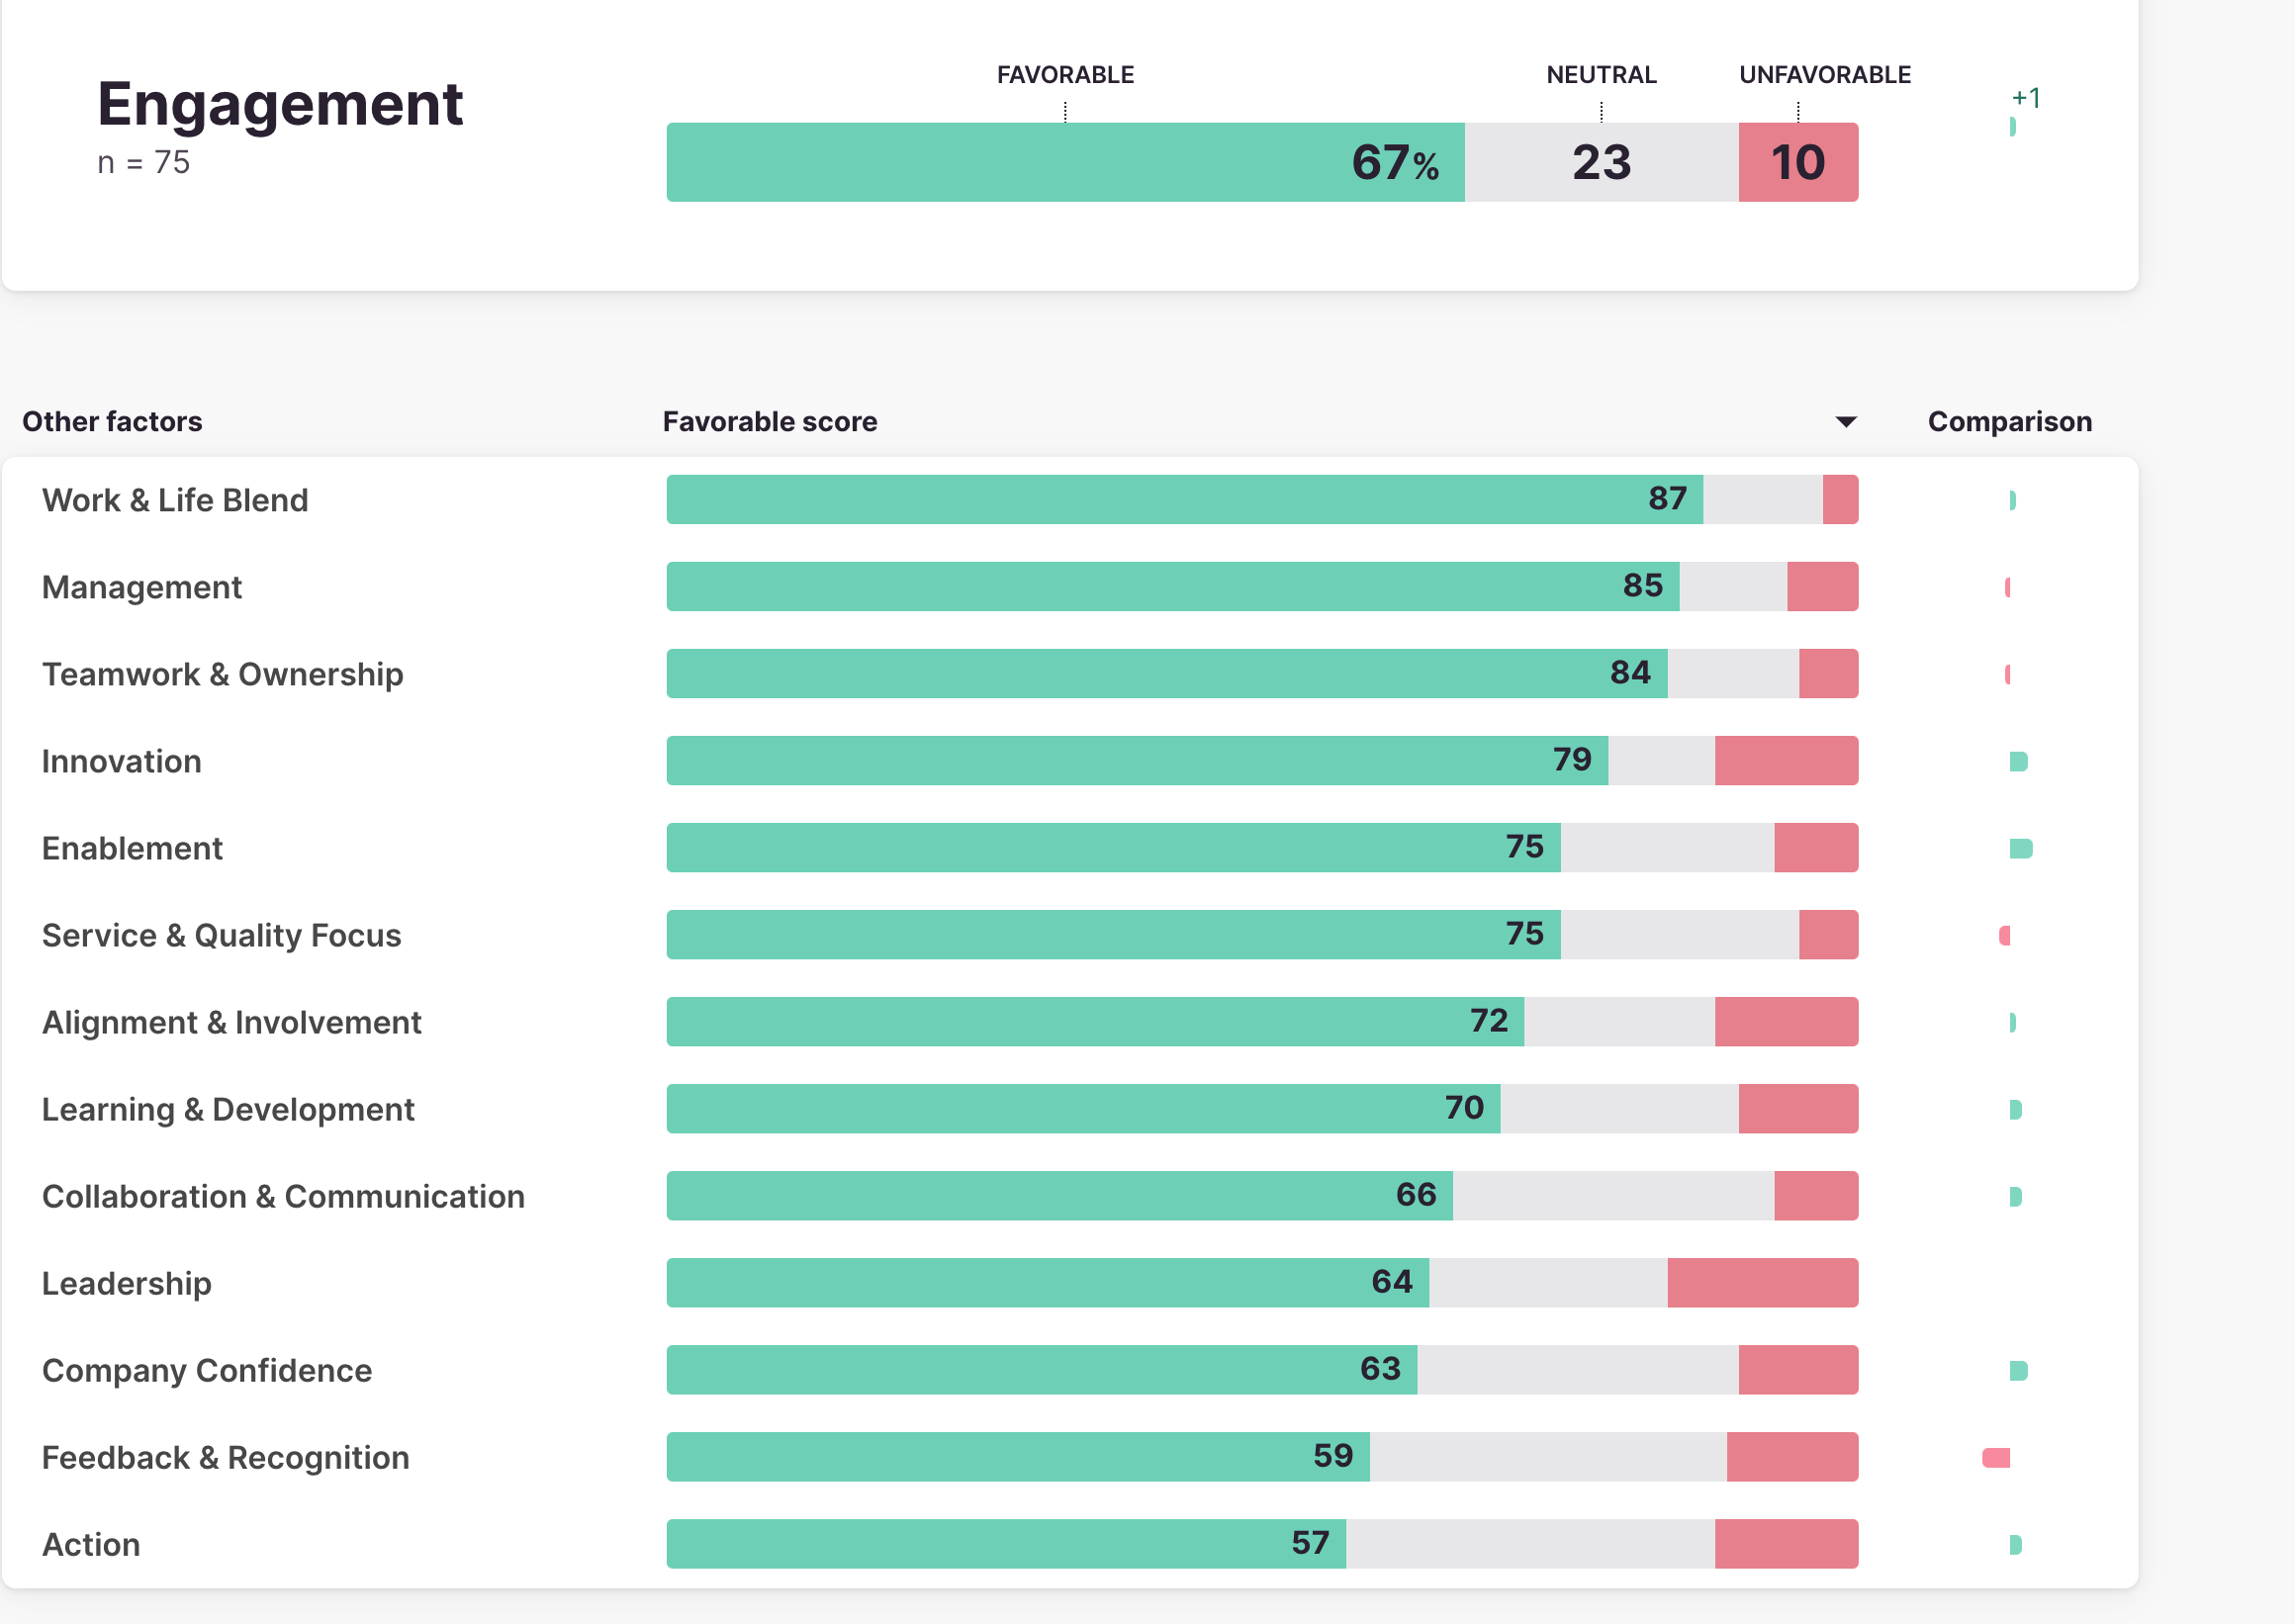 FAVORABLE NEUTRAL UNFAVORABLE
Engagement +1
n = 75 67% 23 10
Other factors Favorable score Comparison
Work & Life Blend 87
Management 85
Teamwork & Ownership 84
Innovation 79
Enablement 75
Service & Quality Focus 75
Alignment & Involvement 72
Learning & Development 70
Collaboration & Communication 66
Leadership 64
Company Confidence 63
Feedback & Recognition 59
Action 57